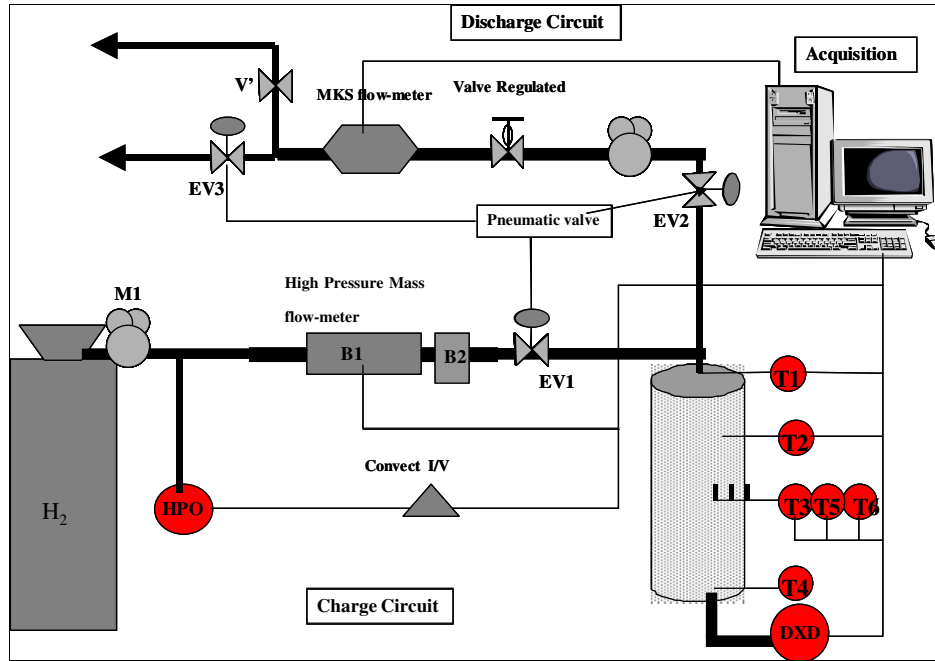 Discharge Circuit
Acquisition
V'
MKS flow-meter
Valve Regulated
EV3
Pneumatic valve
EV2
High Pressure Mass
flow-meter
M1
B1
B2
EV1
T1
T2
Convect I/V
H2
HPO
T3
T5
T6
T4
Charge Circuit
DXD